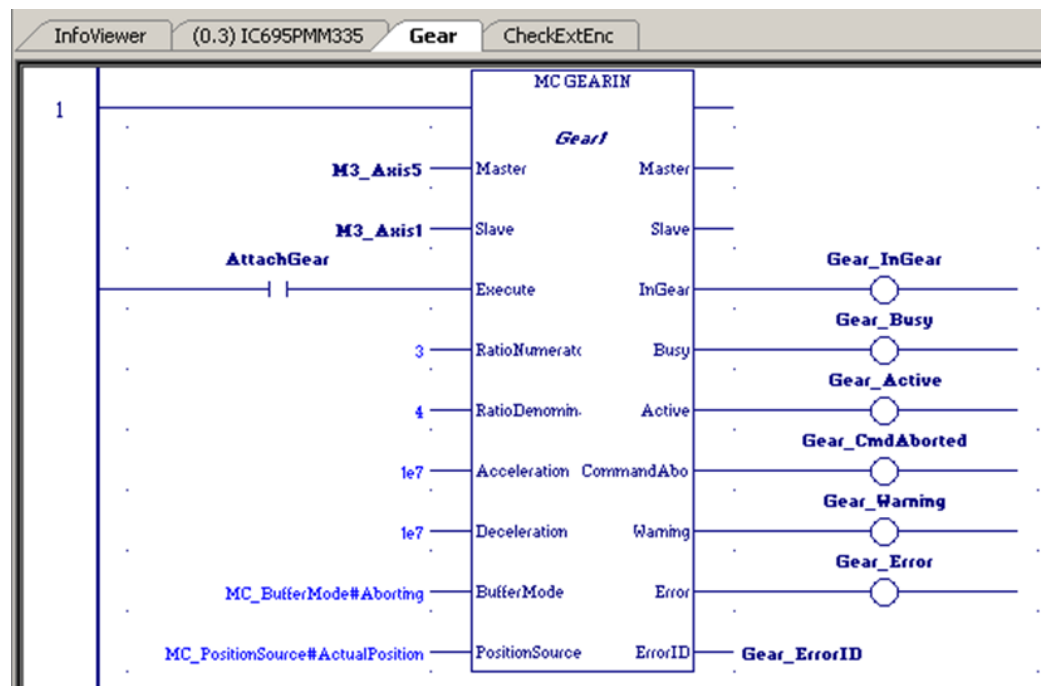 InfoViewer (0.3) IC695PMM335 Gear CheckExtEnc
MC GEARIN
1
Gear1
M3_Axis5 Master Master
M3_Axis1 Slave Slave
AttachGear Gear_InGear
Execute InGear
Gear_Busy
3 RatioNumeratc Busy
Gear_Active
4 RatioDenomin. Active
Gear_CmdAborted
1e7 Acceleration CommandAbo
Gear_Warning
1e7 Deceleration Warning
Gear_Error
MC_BufferMode#Aborting BufferMode Error
MC_PositionSource#ActualPosition PositionSource ErrorID Gear_ErrorID